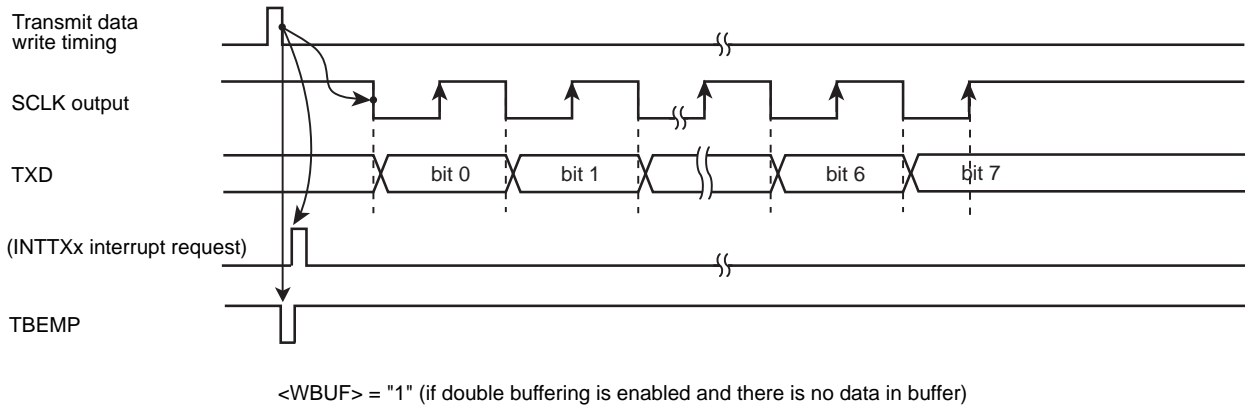 Transmit data
write timing
SCLK output
TXD
bit 0
bit 1
bit 6
bit 7
(INTTXx interrupt request)
TBEMP
<WBUF> = "1" (if double buffering is enabled and there is no data in buffer)